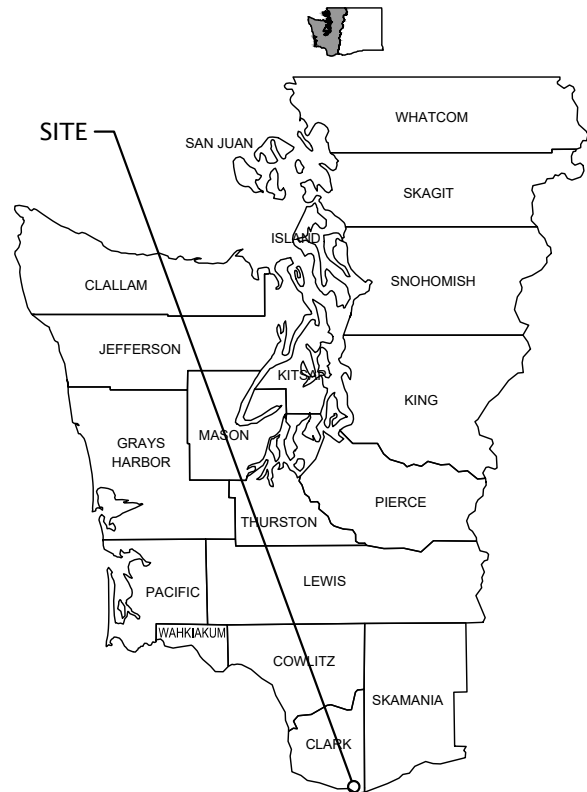 WHATCOM
SITE
SAN JUAN
SKAGIT
ISLAND
CLALLAM
SNOHOMISH
JEFFERSON
KITSAP
KING
MASON
GRAYS
HARBOR
PIERCE
THURSTON
LEWIS
PACIFIC
WAHKIAKUM
COWLITZ
SKAMANIA
CLARK